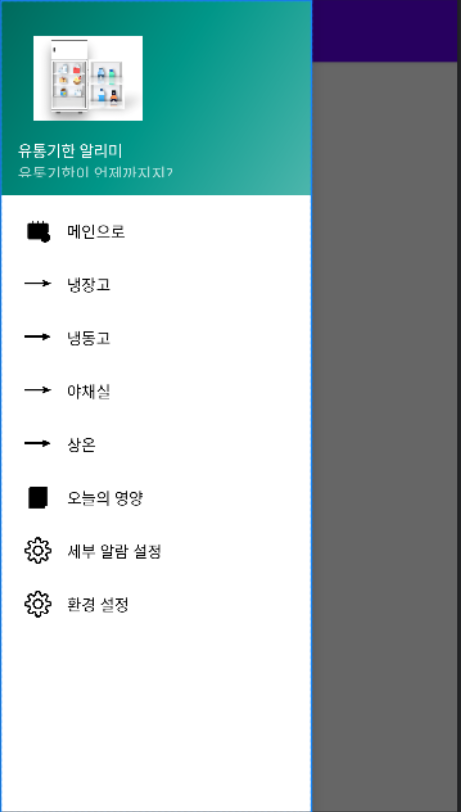 유통기한 알리미
유통기한이 언제까지지?
메인으로
냉장고
냉동고
야채실
상온
오늘의 영양
세부 알람 설정
환경 설정